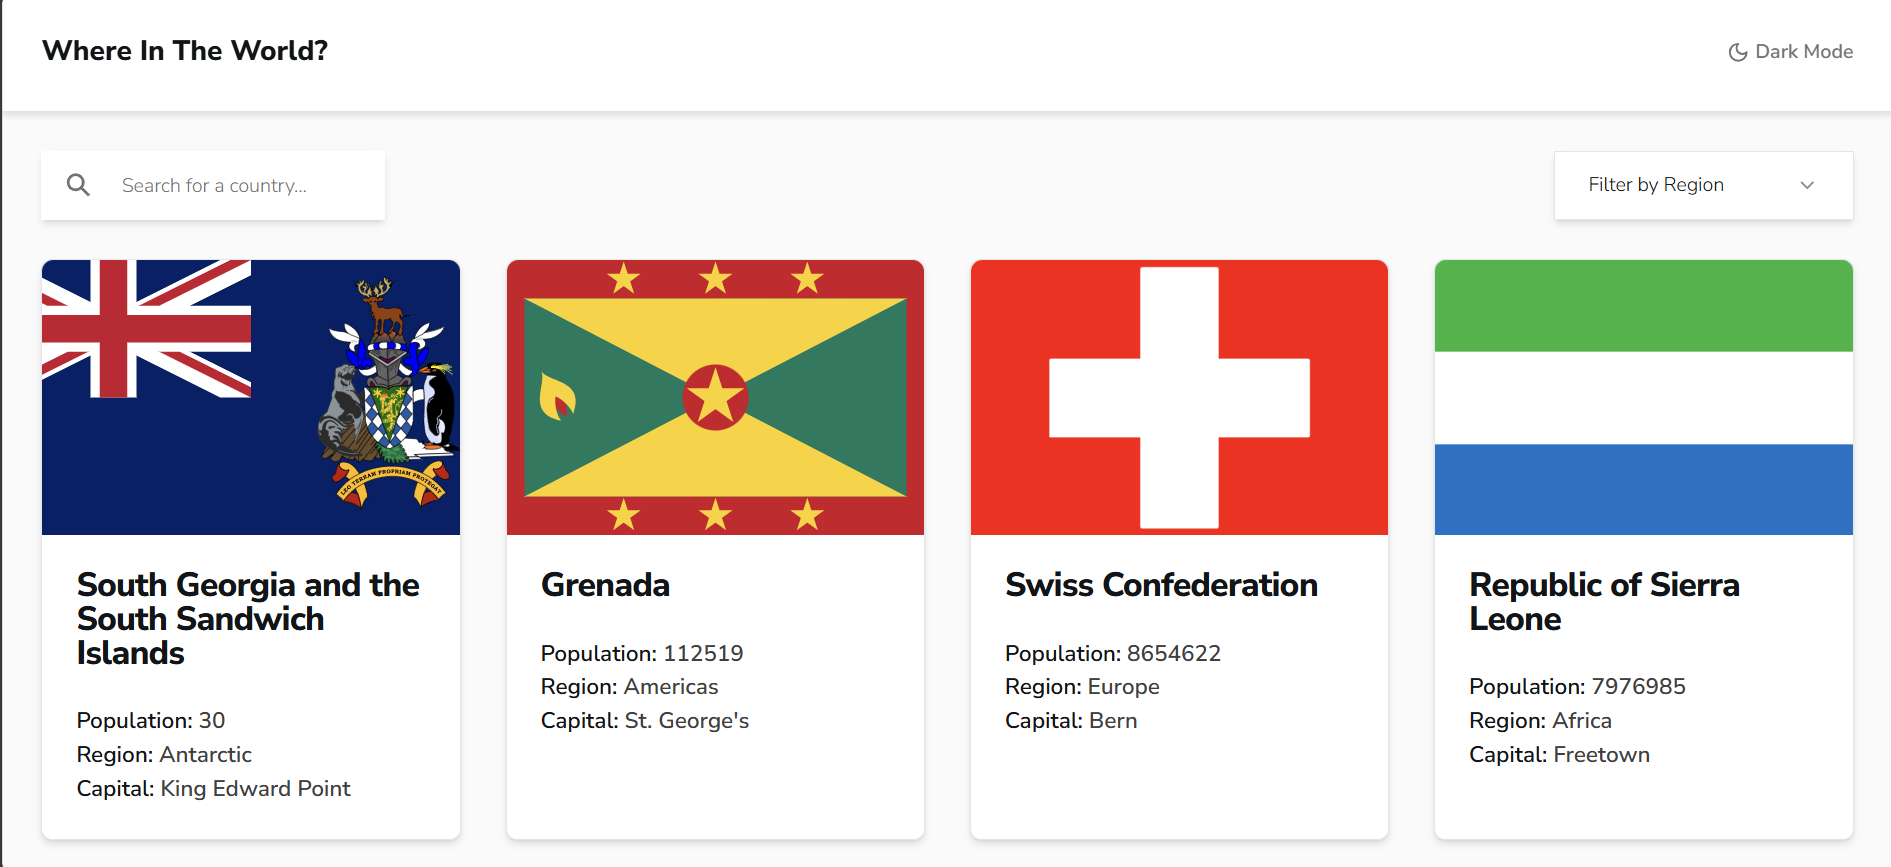 Where In The World?
Dark Mode
Search for a country...
Filter by Region
LEO TERRAM PROPRIAM PROTEGAT
South Georgia and the
South Sandwich
Islands
Population: 30
Region: Antarctic
Capital: King Edward Point
Grenada
Population: 112519
Region: Americas
Capital: St. George's
Swiss Confederation
Population: 8654622
Region: Europe
Capital: Bern
Republic of Sierra
Leone
Population: 7976985
Region: Africa
Capital: Freetown